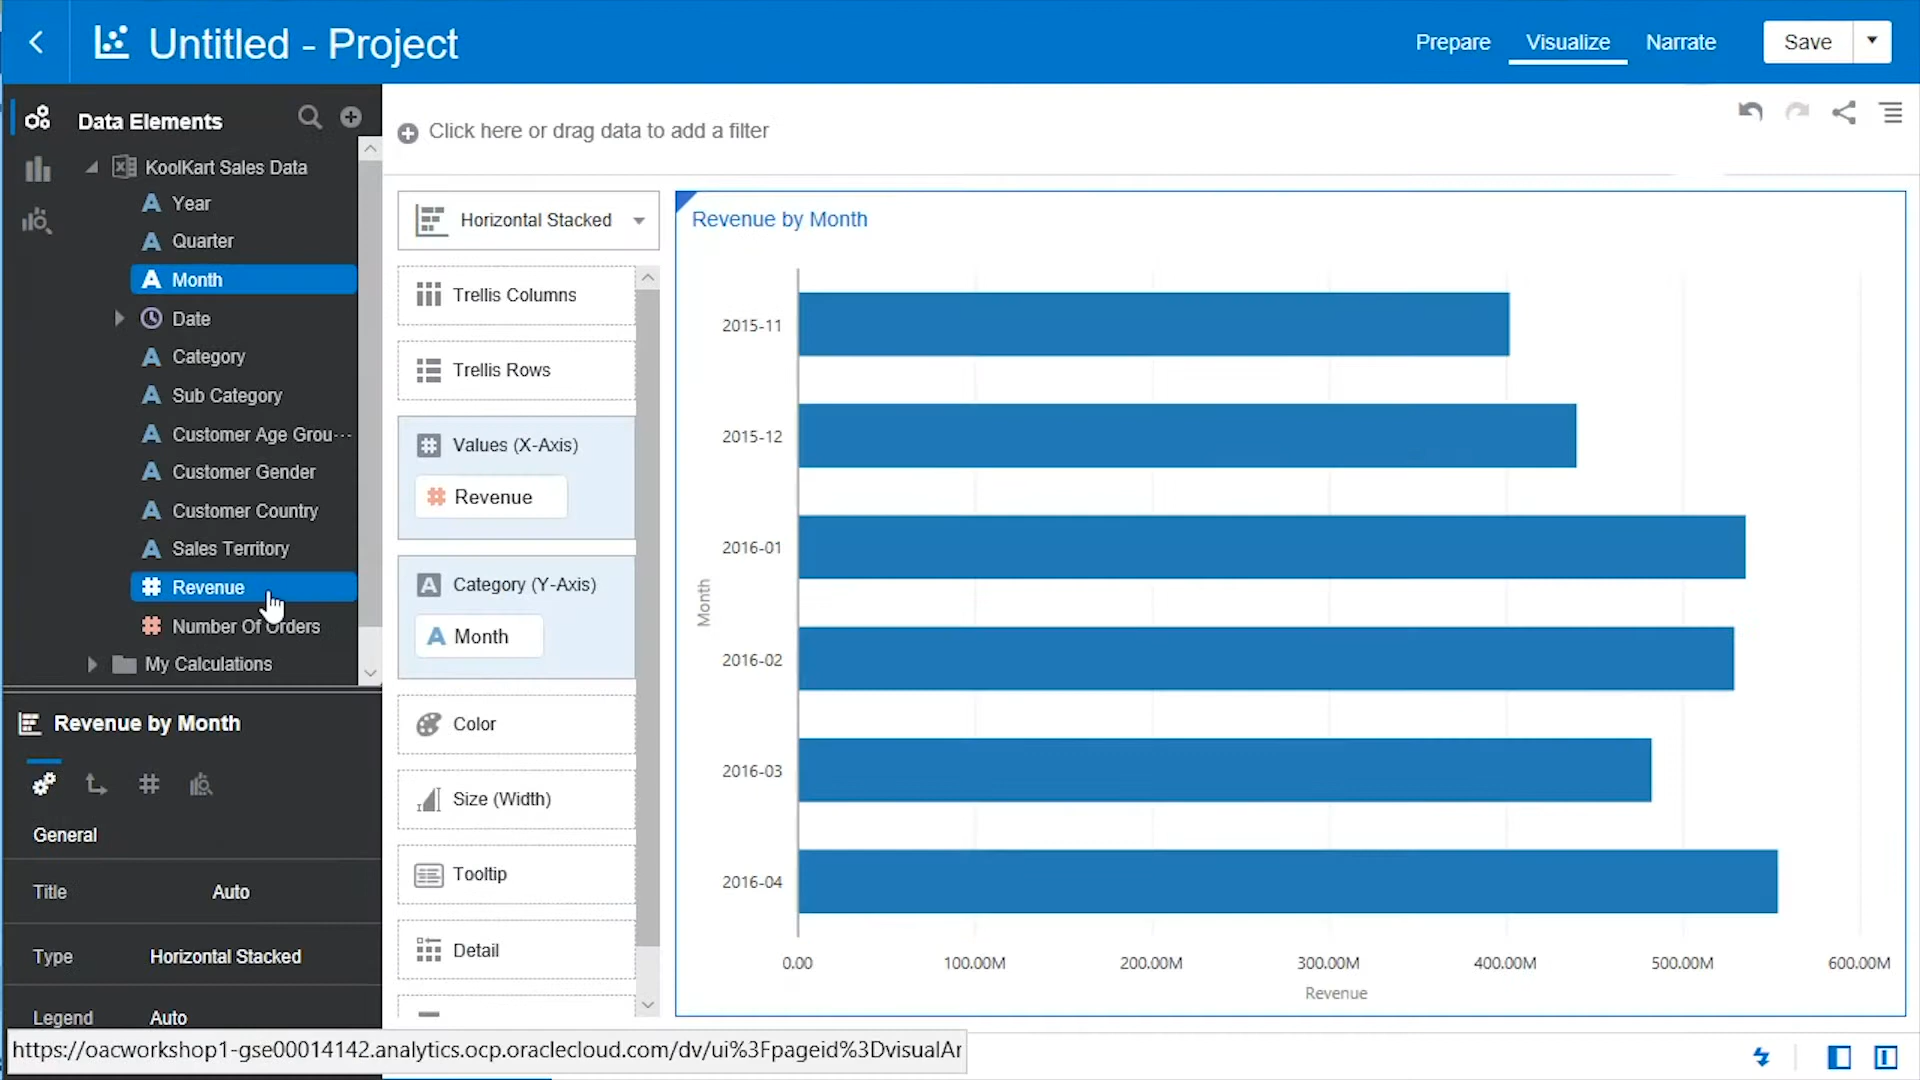 Untitled - Project
Prepare
Visualize
Narrate
Save
Data Elements
KoolKart Sales Data
Year
Quarter
Month
Date
Category
Sub Category
Customer Age Grou···
Customer Gender
Customer Country
Sales Territory
Revenue
Number Of Orders
My Calculations
Revenue by Month
General
Title Auto
Type Horizontal Stacked
Legend Auto
https://oacworkshop1-gse00014142.analytics.ocp.oraclecloud.com/dv/ui%3Fpageid%3DvisualAr
Click here or drag data to add a filter
Horizontal Stacked
Trellis Columns
Trellis Rows
Values (X-Axis)
Revenue
Category (Y-Axis)
Month
Color
Size (Width)
Tooltip
Detail
Revenue by Month
Month
2015-11
2015-12
2016-01
2016-02
2016-03
2016-04
0.00 100.00M 200.00M 300.00M 400.00M 500.00M 600.00M
Revenue